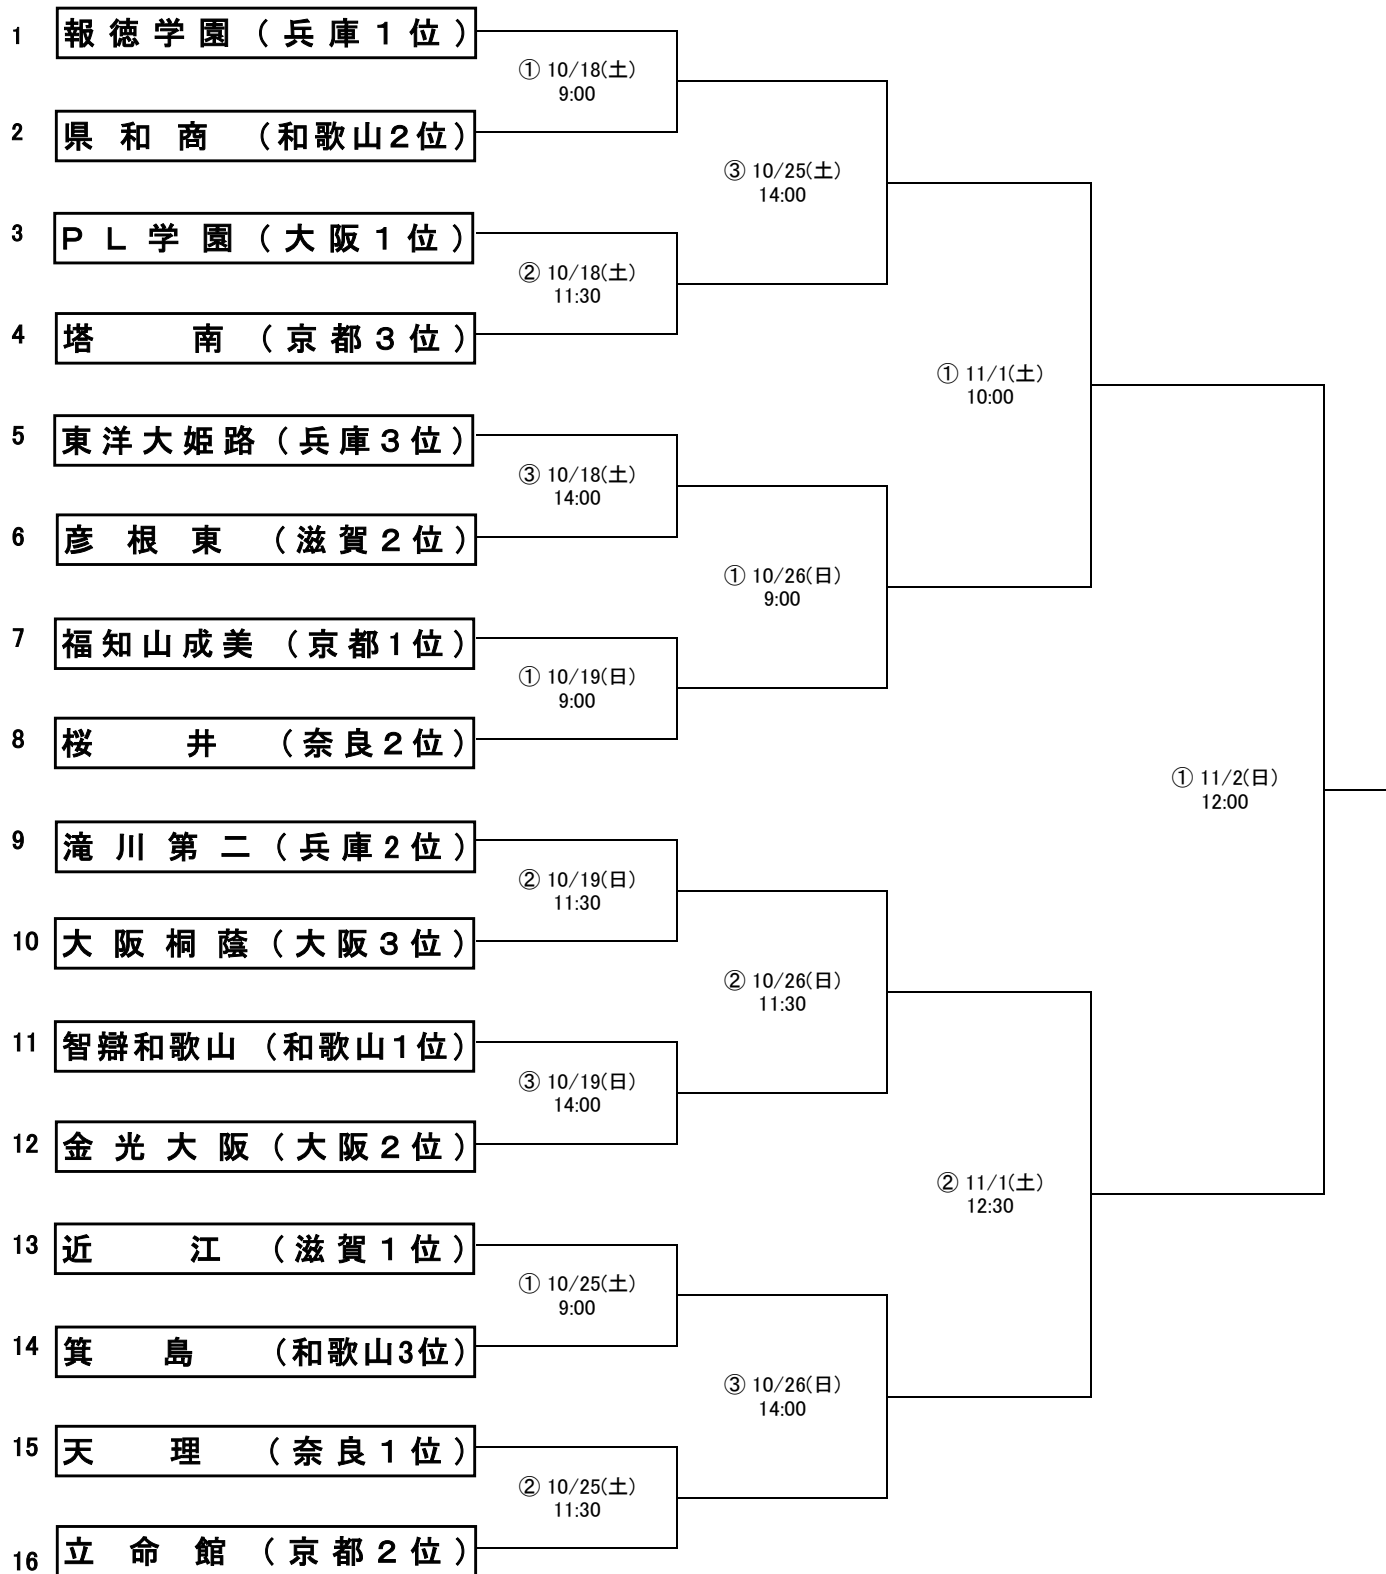 1 報徳学園(兵庫1位)
① 10/18(土)
9:00
2 県和商 (和歌山2位)
③ 10/25(土)
14:00
3 PL学園(大阪1位)
② 10/18(土)
11:30
4 塔南(京都3位)
① 11/1(土)
10:00
5 東洋大姫路(兵庫3位)
③ 10/18(土)
14:00
6 彦根東 (滋賀2位)
① 10/26(日)
9:00
7 福知山成美 (京都1位)
① 10/19(日)
9:00
8 桜井 (奈良2位)
① 11/2(日)
12:00
9 滝川第二(兵庫2位)
② 10/19(日)
11:30
10 大阪桐蔭(大阪3位)
② 10/26(日)
11:30
11 智辯和歌山 (和歌山1位)
③ 10/19(日)
14:00
12 金光大阪(大阪2位)
② 11/1(土)
12:30
13 近江 (滋賀1位)
① 10/25(土)
9:00
14 箕島 (和歌山3位)
③ 10/26(日)
14:00
15 天理 (奈良1位)
② 10/25(土)
11:30
16 立命館 (京都2位)